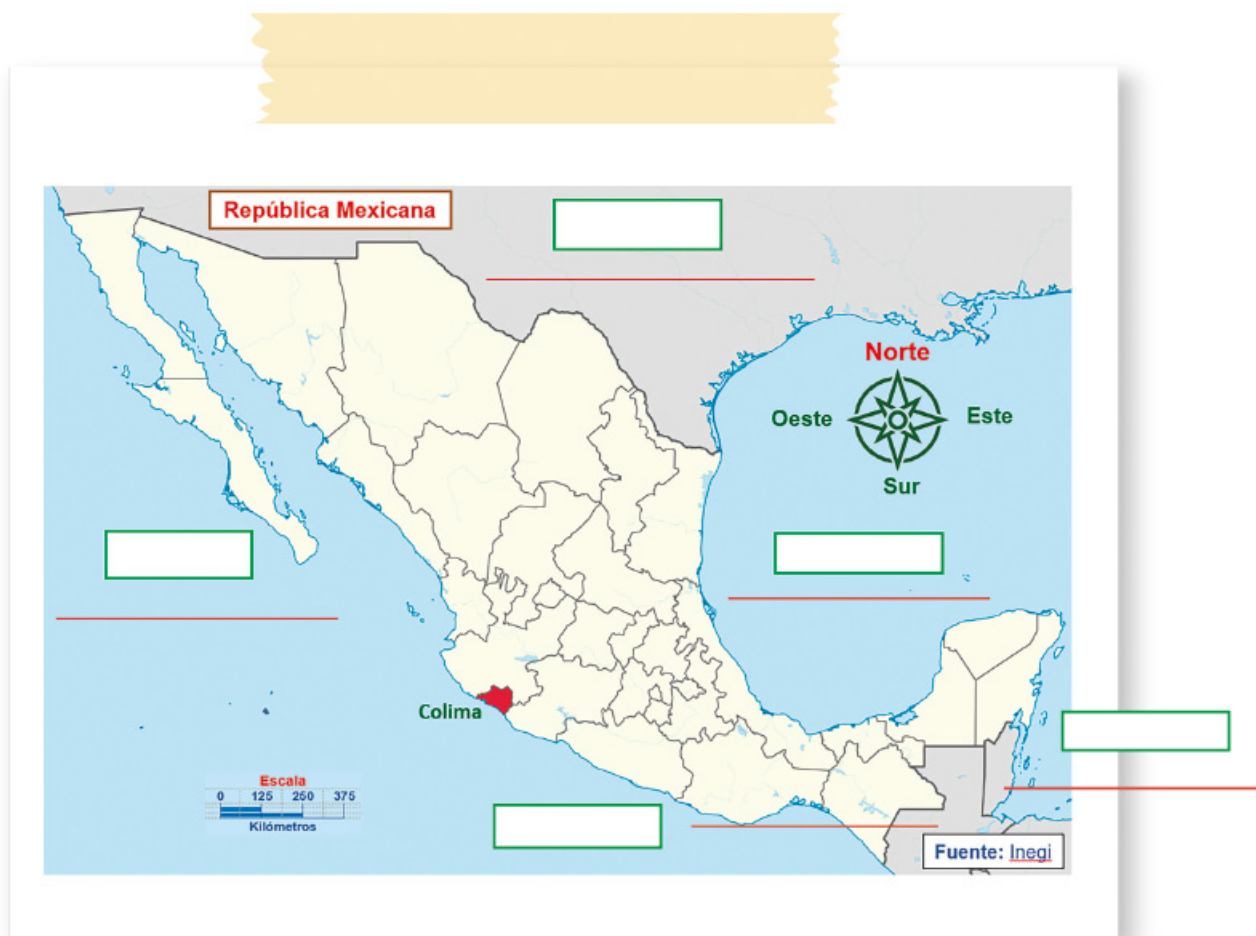 República Mexicana
Norte
Oeste
Este
Sur
Colima
Escala
0 125 250 375
Kilómetros
Fuente: Inegi